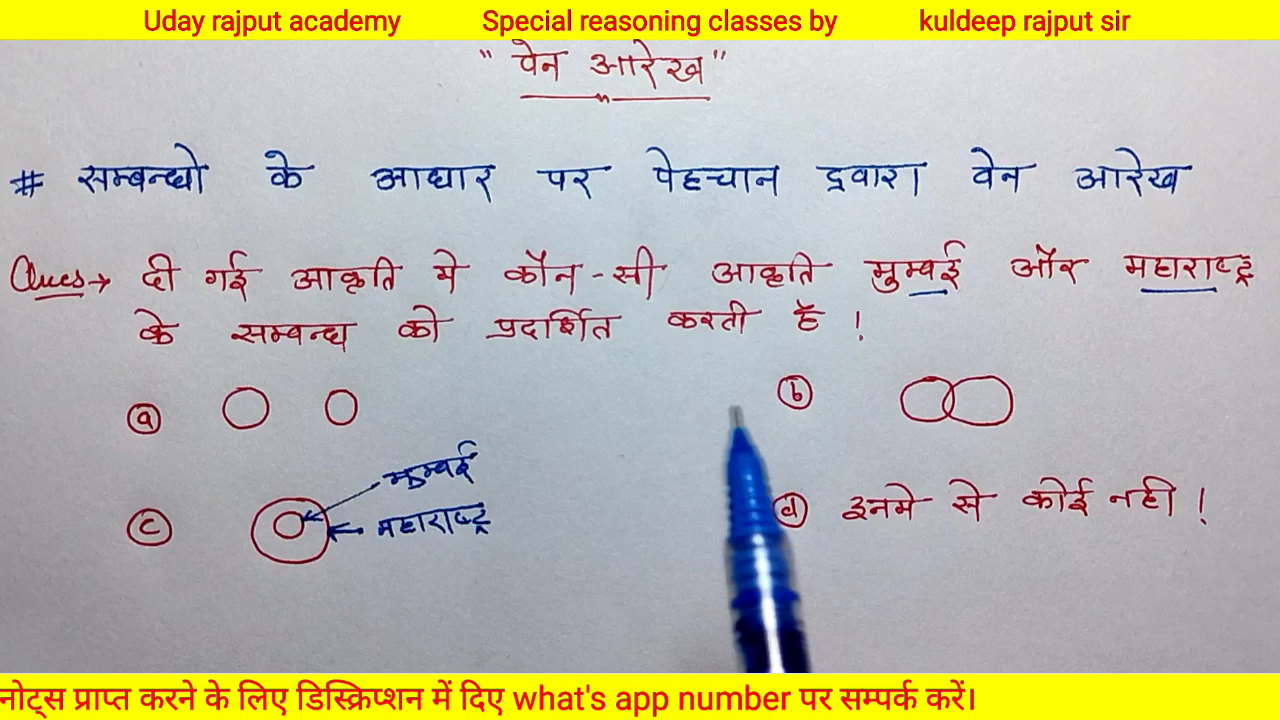 Uday rajput academy Special reasoning classes by kuldeep rajput sir
"वेन आरेख"
# सम्बन्धो के आधार पर पेहचान द्रवारा वेन आरेख
Ques→ दी गई आकृति मे कौन-सी आकृति मुम्बई और महाराष्ट्र
के सम्बन्ध को प्रदर्शित करती है !
(a)
(b)
मुम्बई
(c) महाराष्ट्र
(d) इनमे से कोई नही !
नोट्स प्राप्त करने के लिए डिस्क्रिप्शन में दिए what's app number पर सम्पर्क करें।